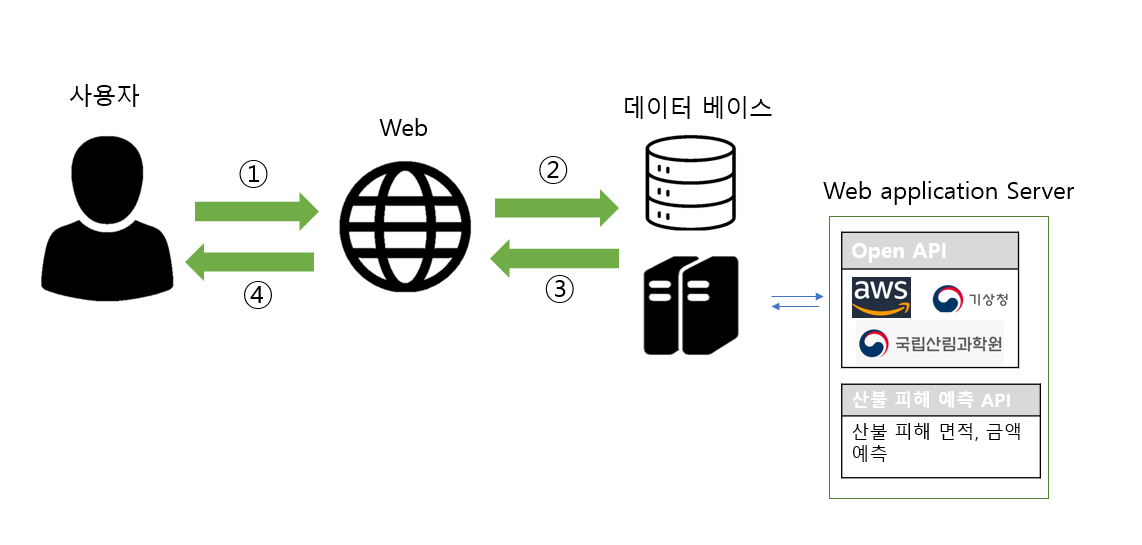 사용자
Web
데이터 베이스
①
②
③
④
Web application Server
Open API
aws
기상청
국립산림과학원
산불 피해 예측 API
산불 피해 면적, 금액
예측